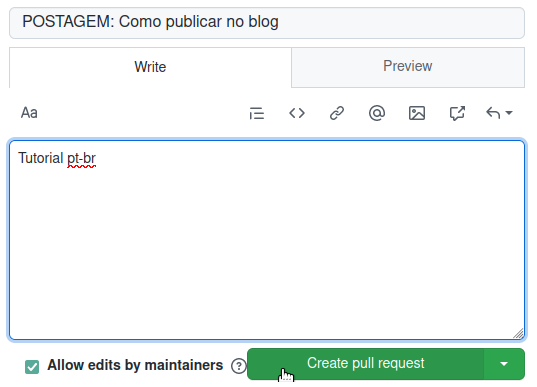 POSTAGEM: Como publicar no blog
Write
Preview
Aa
Tutorial pt-br
Allow edits by maintainers
Create pull request